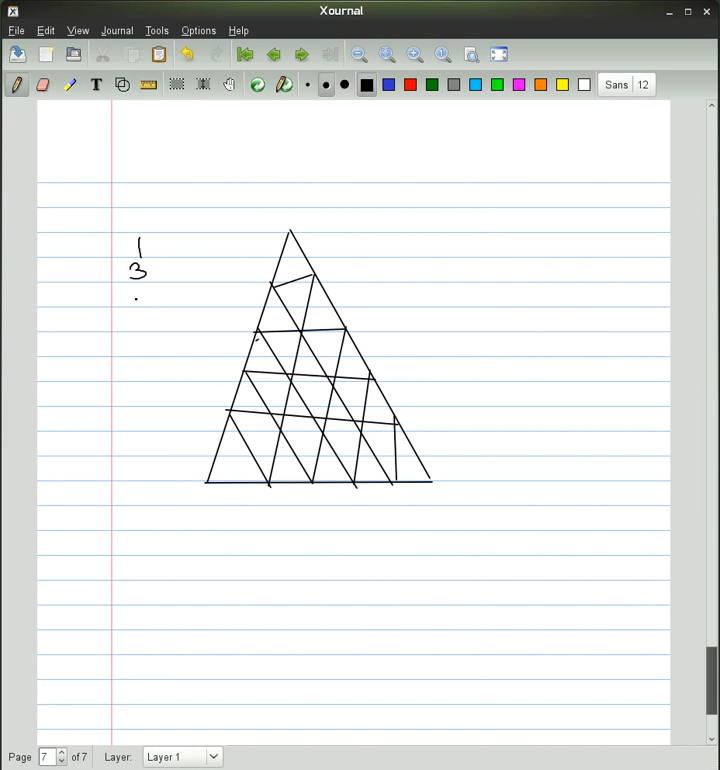 Xournal
File Edit View Journal Tools Options Help
Sans 12
1
3
Page 7 of 7 Layer: Layer 1